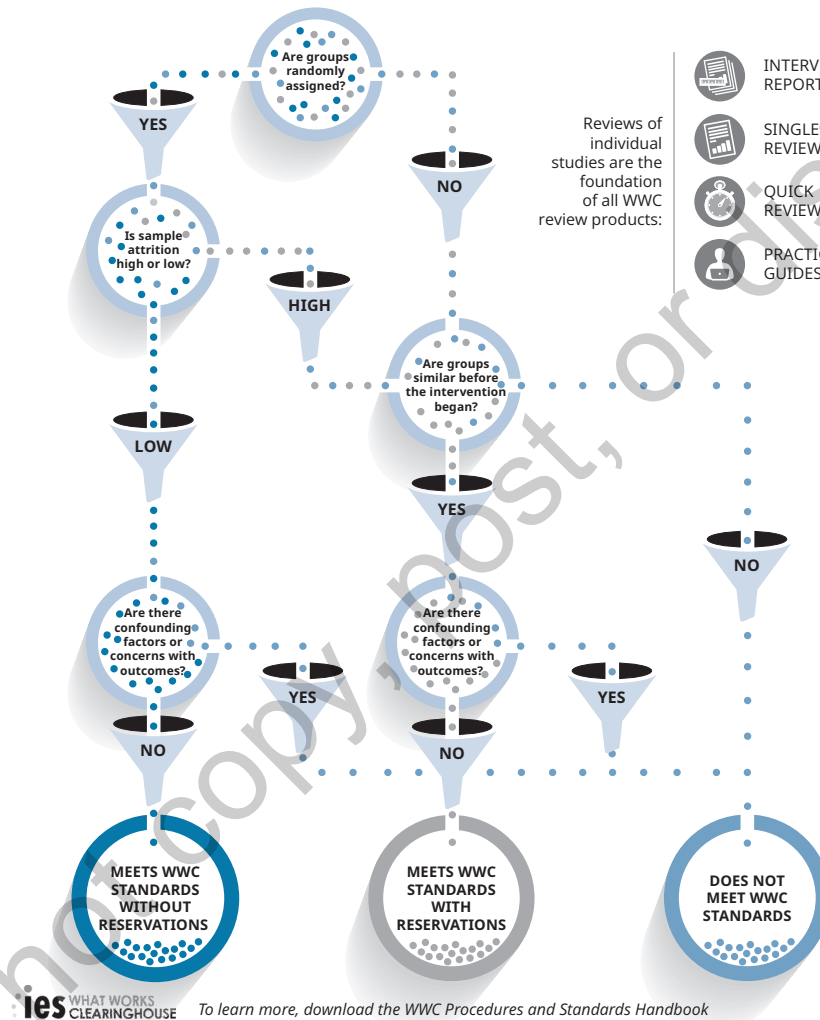 Are groups
randomly
assigned?
YES
NO
Reviews of
individual
studies are the
foundation
of all WWC
review products:
INTERV
REPORT
SINGLE
REVIEW
QUICK
REVIEW
PRACTIC
GUIDES
Is sample
attrition
high or low?
HIGH
LOW
Are groups
similar before
the intervention
began?
YES
NO
Are there
confounding
factors or
concerns with
outcomes?
YES
NO
Are there
confounding
factors or
concerns with
outcomes?
YES
NO
MEETS WWC
STANDARDS
WITHOUT
RESERVATIONS
MEETS WWC
STANDARDS
WITH
RESERVATIONS
DOES NOT
MEET WWC
STANDARDS
not copy, post, or dis
ies WHAT WORKS
CLEARINGHOUSE
To learn more, download the WWC Procedures and Standards Handbook